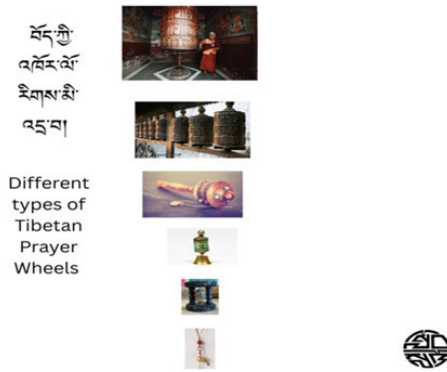 བོད་ཀྱི་
འཁོར་ལོ་
རིགས་མི་
འདྲ་བ།
Different
types of
Tibetan
Prayer
Wheels